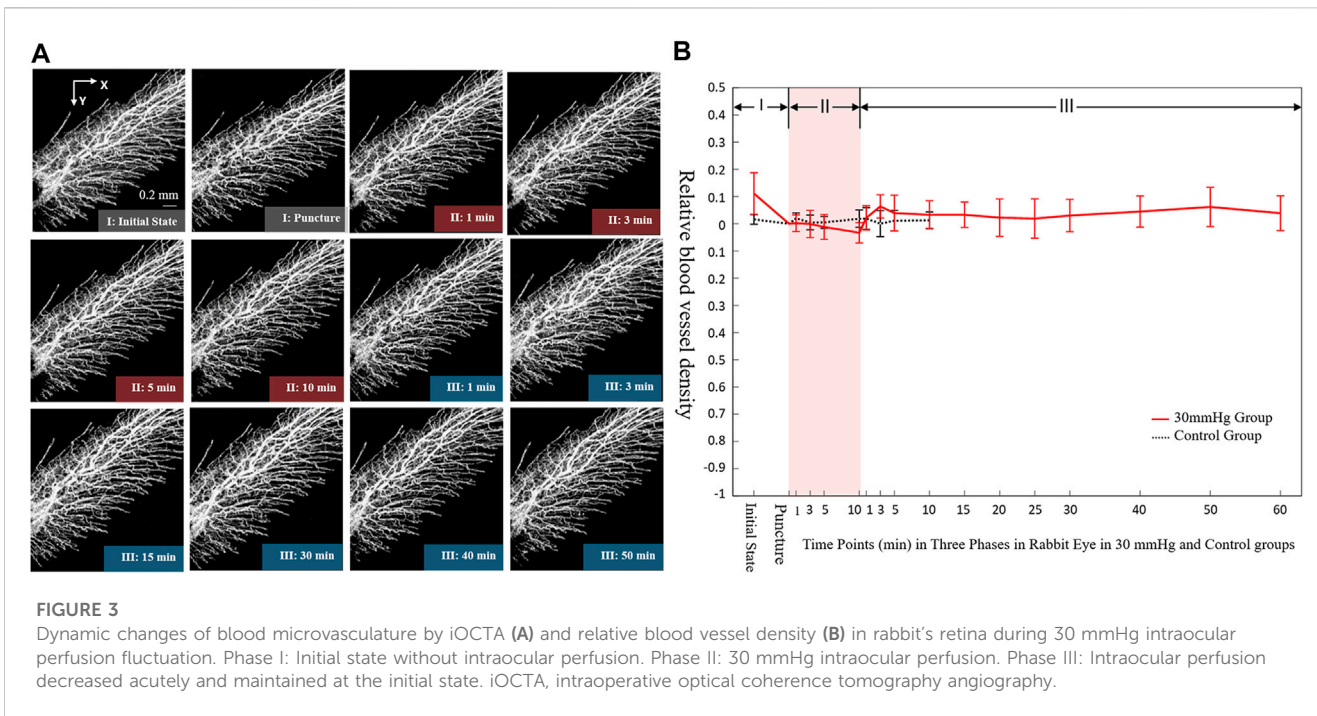 A
X
Y
0.2 mm
I: Initial State
I: Puncture
II: 1 min
II: 3 min
II: 5 min
II: 10 min
III: 1 min
III: 3 min
III: 15 min
III: 30 min
III: 40 min
III: 50 min
B
Relative blood vessel density
0.5
0.4
0.3
0.2
0.1
0
0.1
0.2
0.3
0.4
0.5
0.6
0.7
0.8
-0.9
-1
I II III
30mmHg Group
Control Group
Initial State
Puncture
1 3 5 10 1 3 5 10 15 20 25 30 40 50 60
Time Points (min) in Three Phases in Rabbit Eye in 30 mmHg and Control groups
FIGURE 3
Dynamic changes of blood microvasculature by iOCTA (A) and relative blood vessel density (B) in rabbit's retina during 30 mmHg intraocular
perfusion fluctuation. Phase I: Initial state without intraocular perfusion. Phase II: 30 mmHg intraocular perfusion. Phase III: Intraocular perfusion
decreased acutely and maintained at the initial state. iOCTA, intraoperative optical coherence tomography angiography.